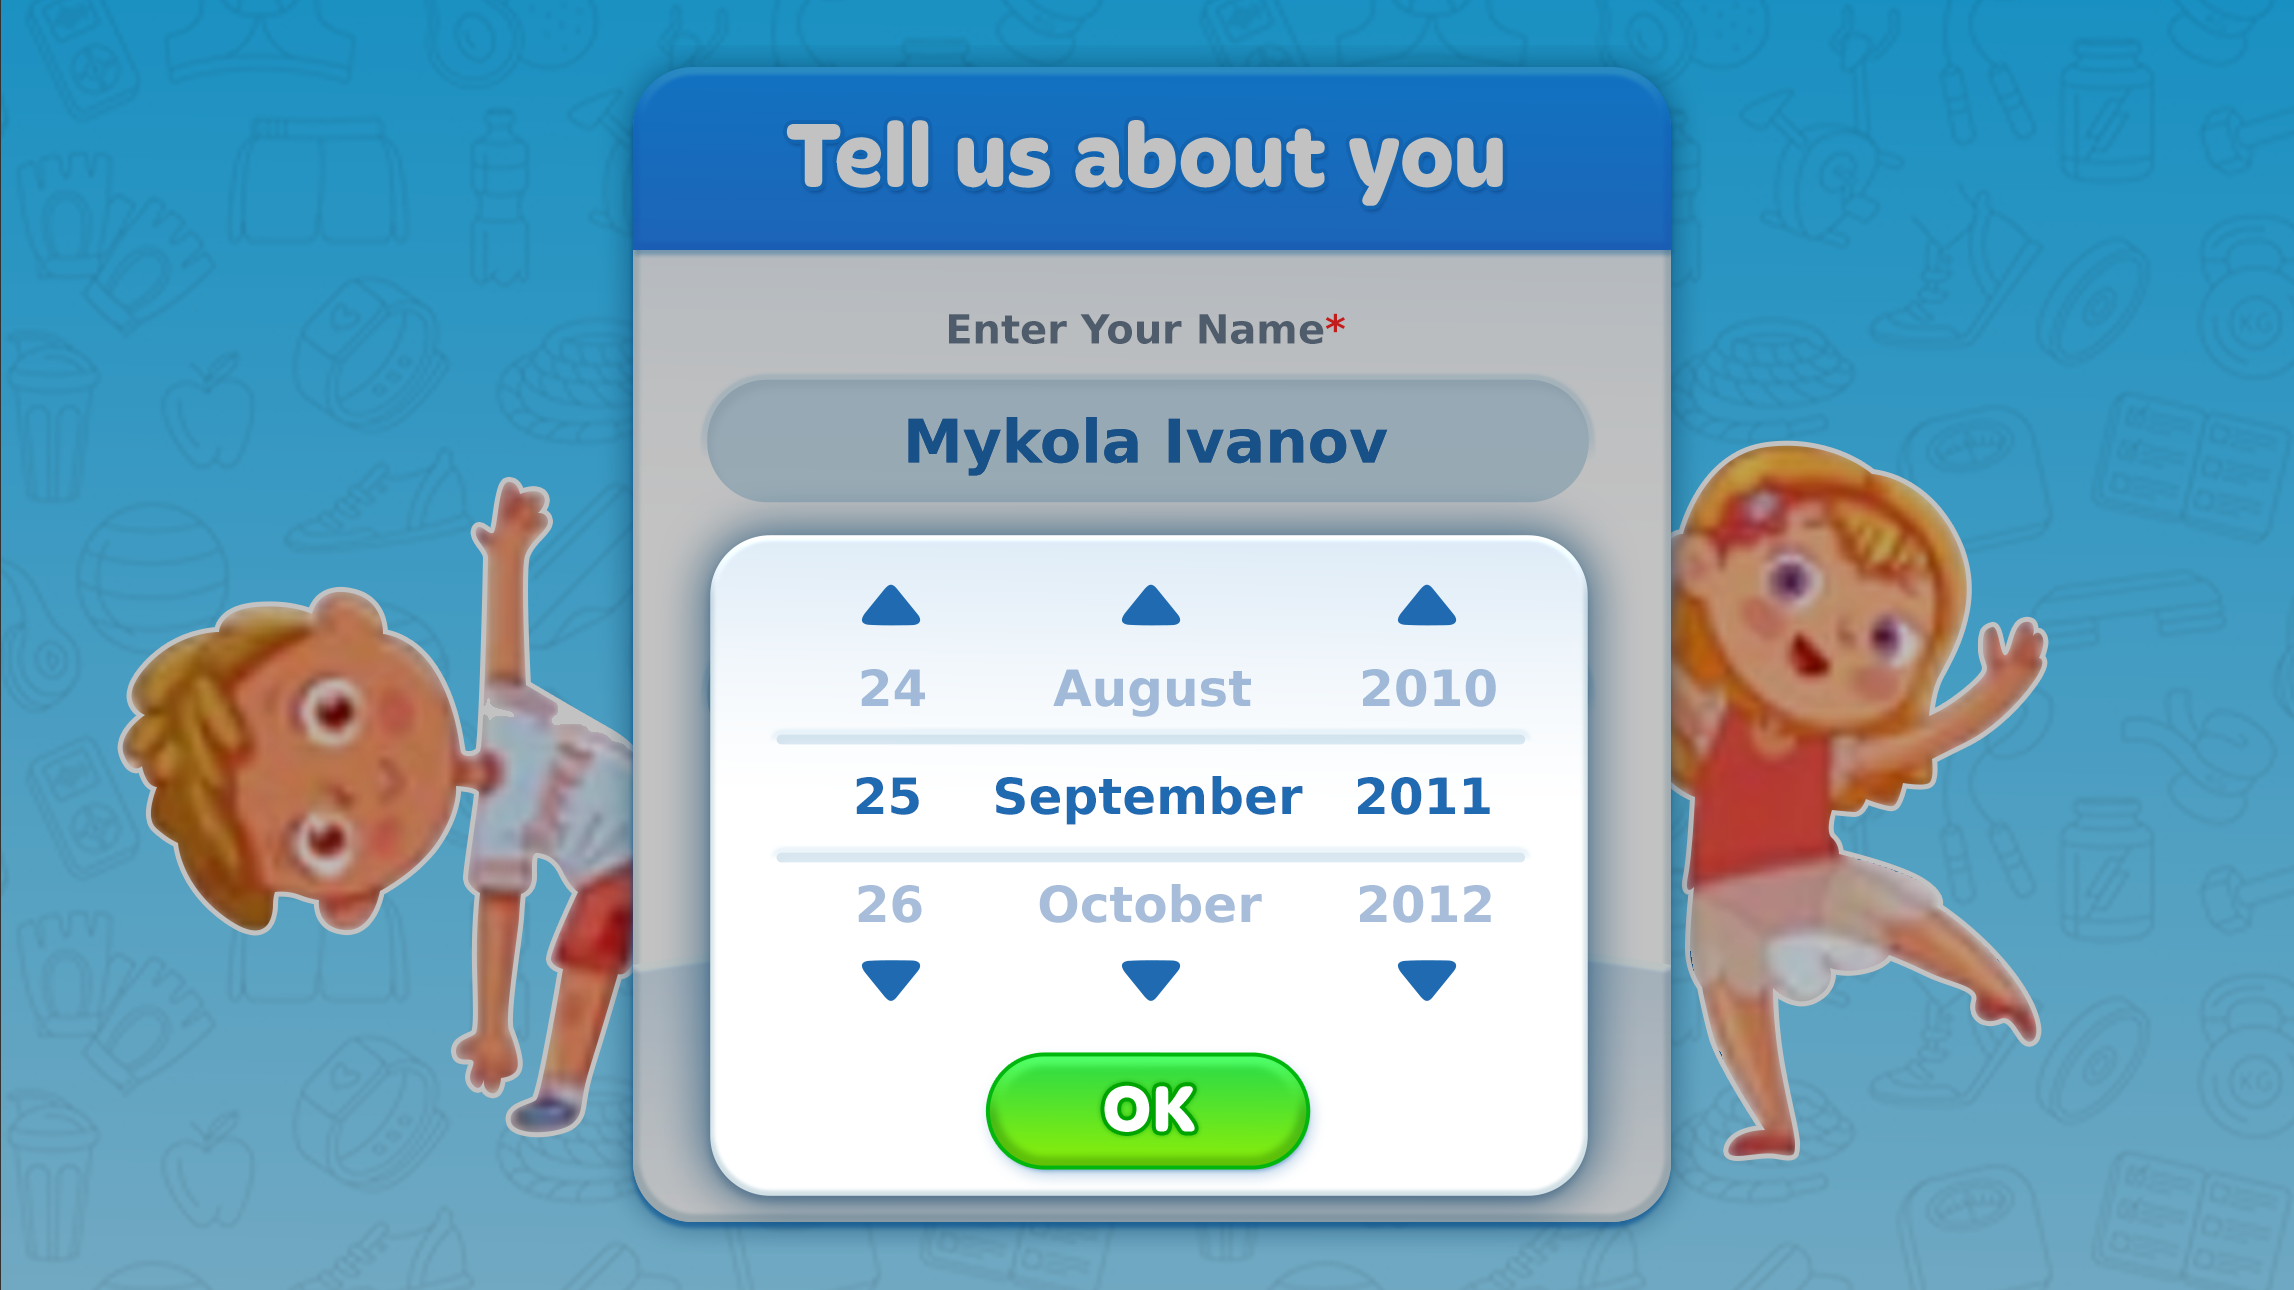 Tell us about you
Enter Your Name*
Mykola Ivanov
24 August 2010
25 September 2011
26 October 2012
OK